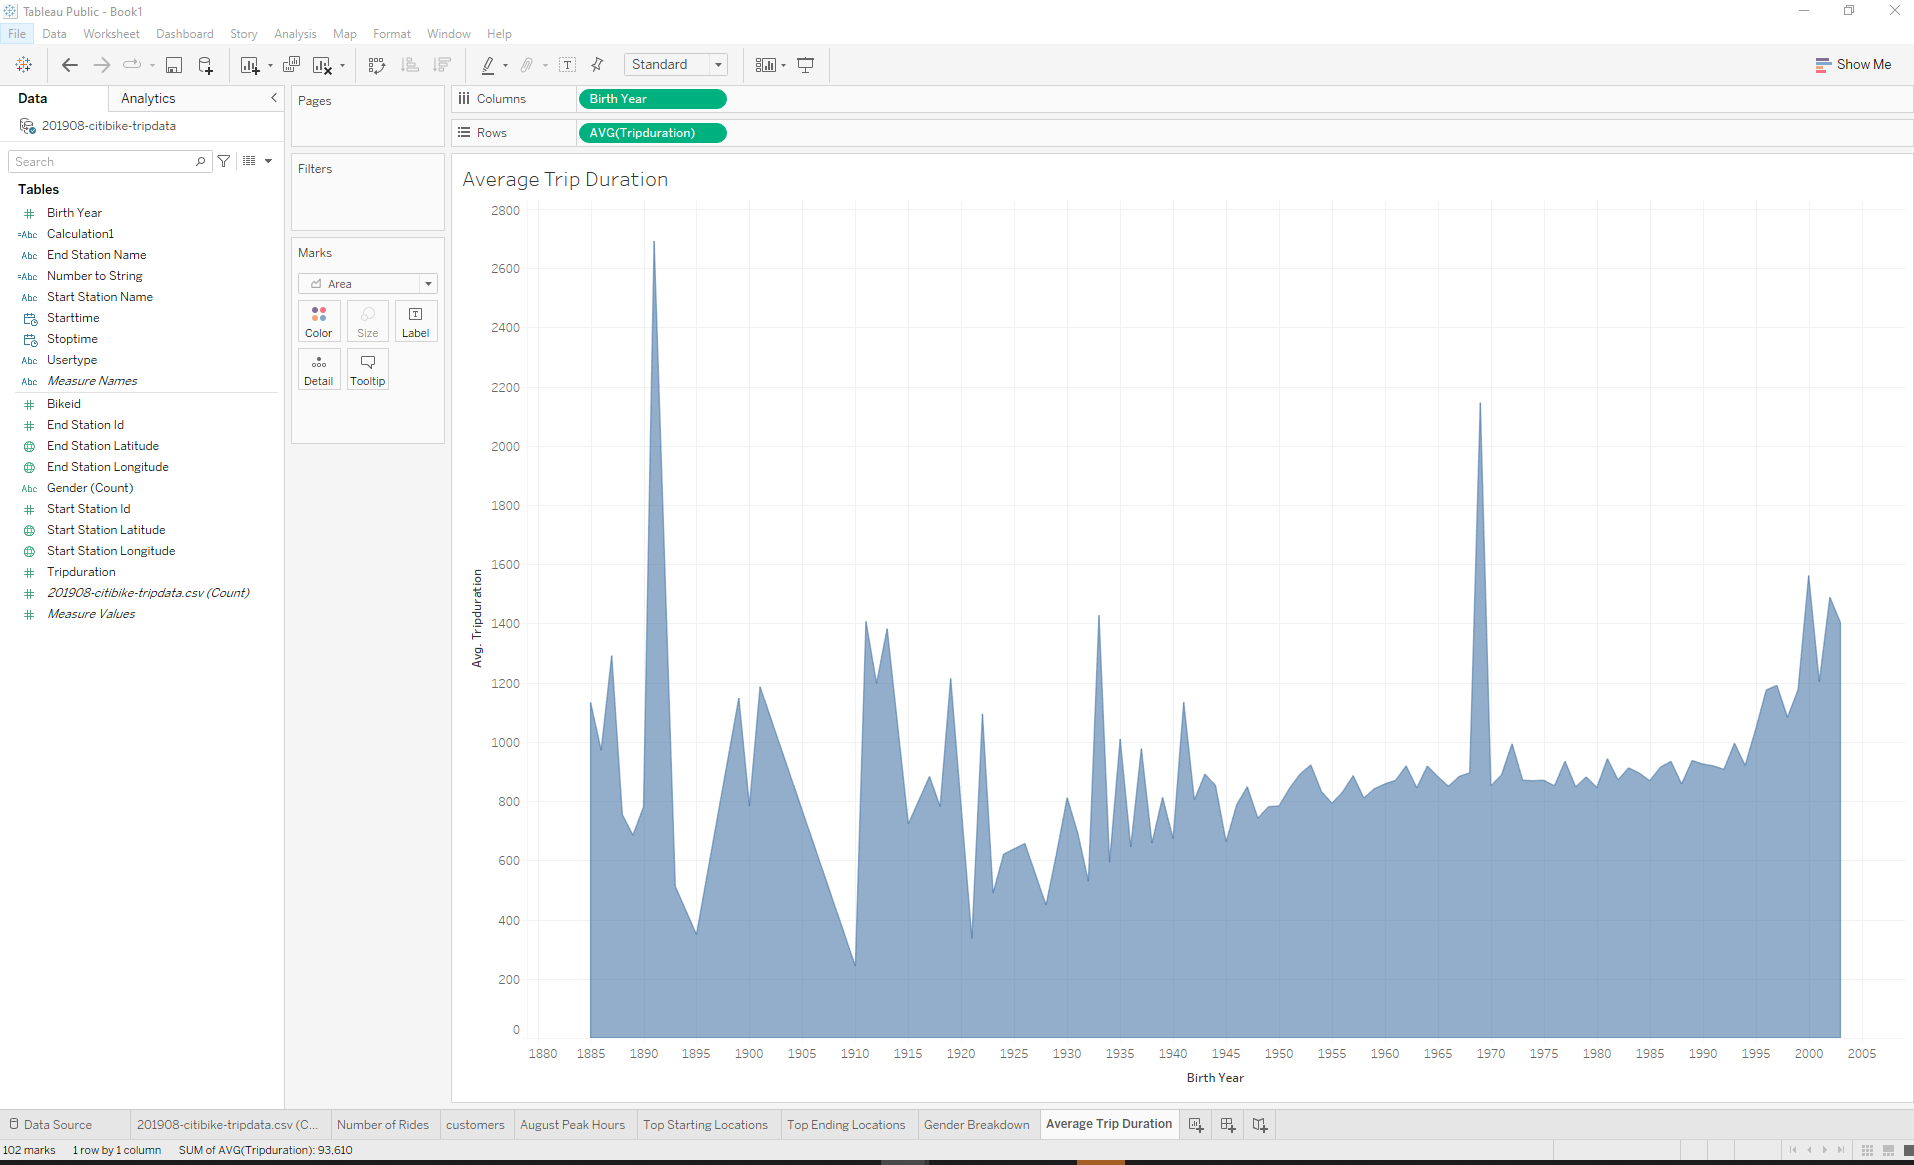 Tableau Public - Book1
File Data Worksheet Dashboard Story Analysis Map Format Window Help
Standard
Show Me
Data Analytics
201908-citibike-tripdata
Search
Tables
# Birth Year
=Abc Calculation1
Abc End Station Name
=Abc Number to String
Abc Start Station Name
Starttime
Stoptime
Abc Usertype
Abc Measure Names
# Bikeid
# End Station Id
End Station Latitude
End Station Longitude
Abc Gender (Count)
# Start Station Id
Start Station Latitude
Start Station Longitude
# Tripduration
# 201908-citibike-tripdata.csv (Count)
# Measure Values
Pages
Filters
Marks
Area
Color Size Label
Detail Tooltip
Columns Birth Year
Rows AVG(Tripduration)
Average Trip Duration
2800
2600
2400
2200
2000
1800
1600
1400
1200
1000
800
600
400
200
0
Avg. Tripduration
1880 1885 1890 1895 1900 1905 1910 1915 1920 1925 1930 1935 1940 1945 1950 1955 1960 1965 1970 1975 1980 1985 1990 1995 2000 2005
Birth Year
Data Source 201908-citibike-tripdata.csv (C... Number of Rides customers August Peak Hours Top Starting Locations Top Ending Locations Gender Breakdown Average Trip Duration
102 marks 1 row by 1 column SUM of AVG(Tripduration): 93,610